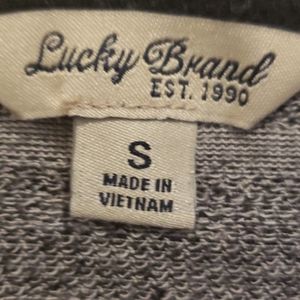 Lucky Brand
EST. 1990
S
MADE IN
VIETNAM